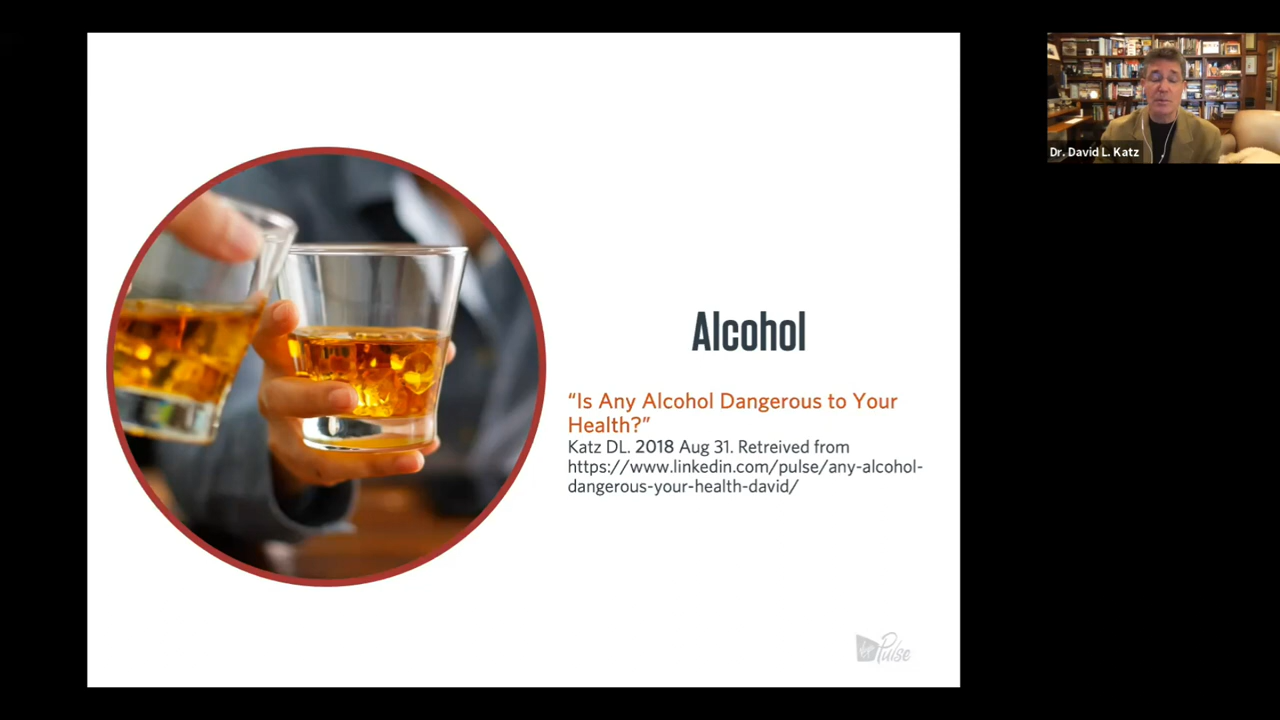 Alcohol
“Is Any Alcohol Dangerous to Your
Health?”
Katz DL. 2018 Aug 31. Retreived from
https://www.linkedin.com/pulse/any-alcohol-
dangerous-your-health-david/
Pulse
Dr. David L. Katz